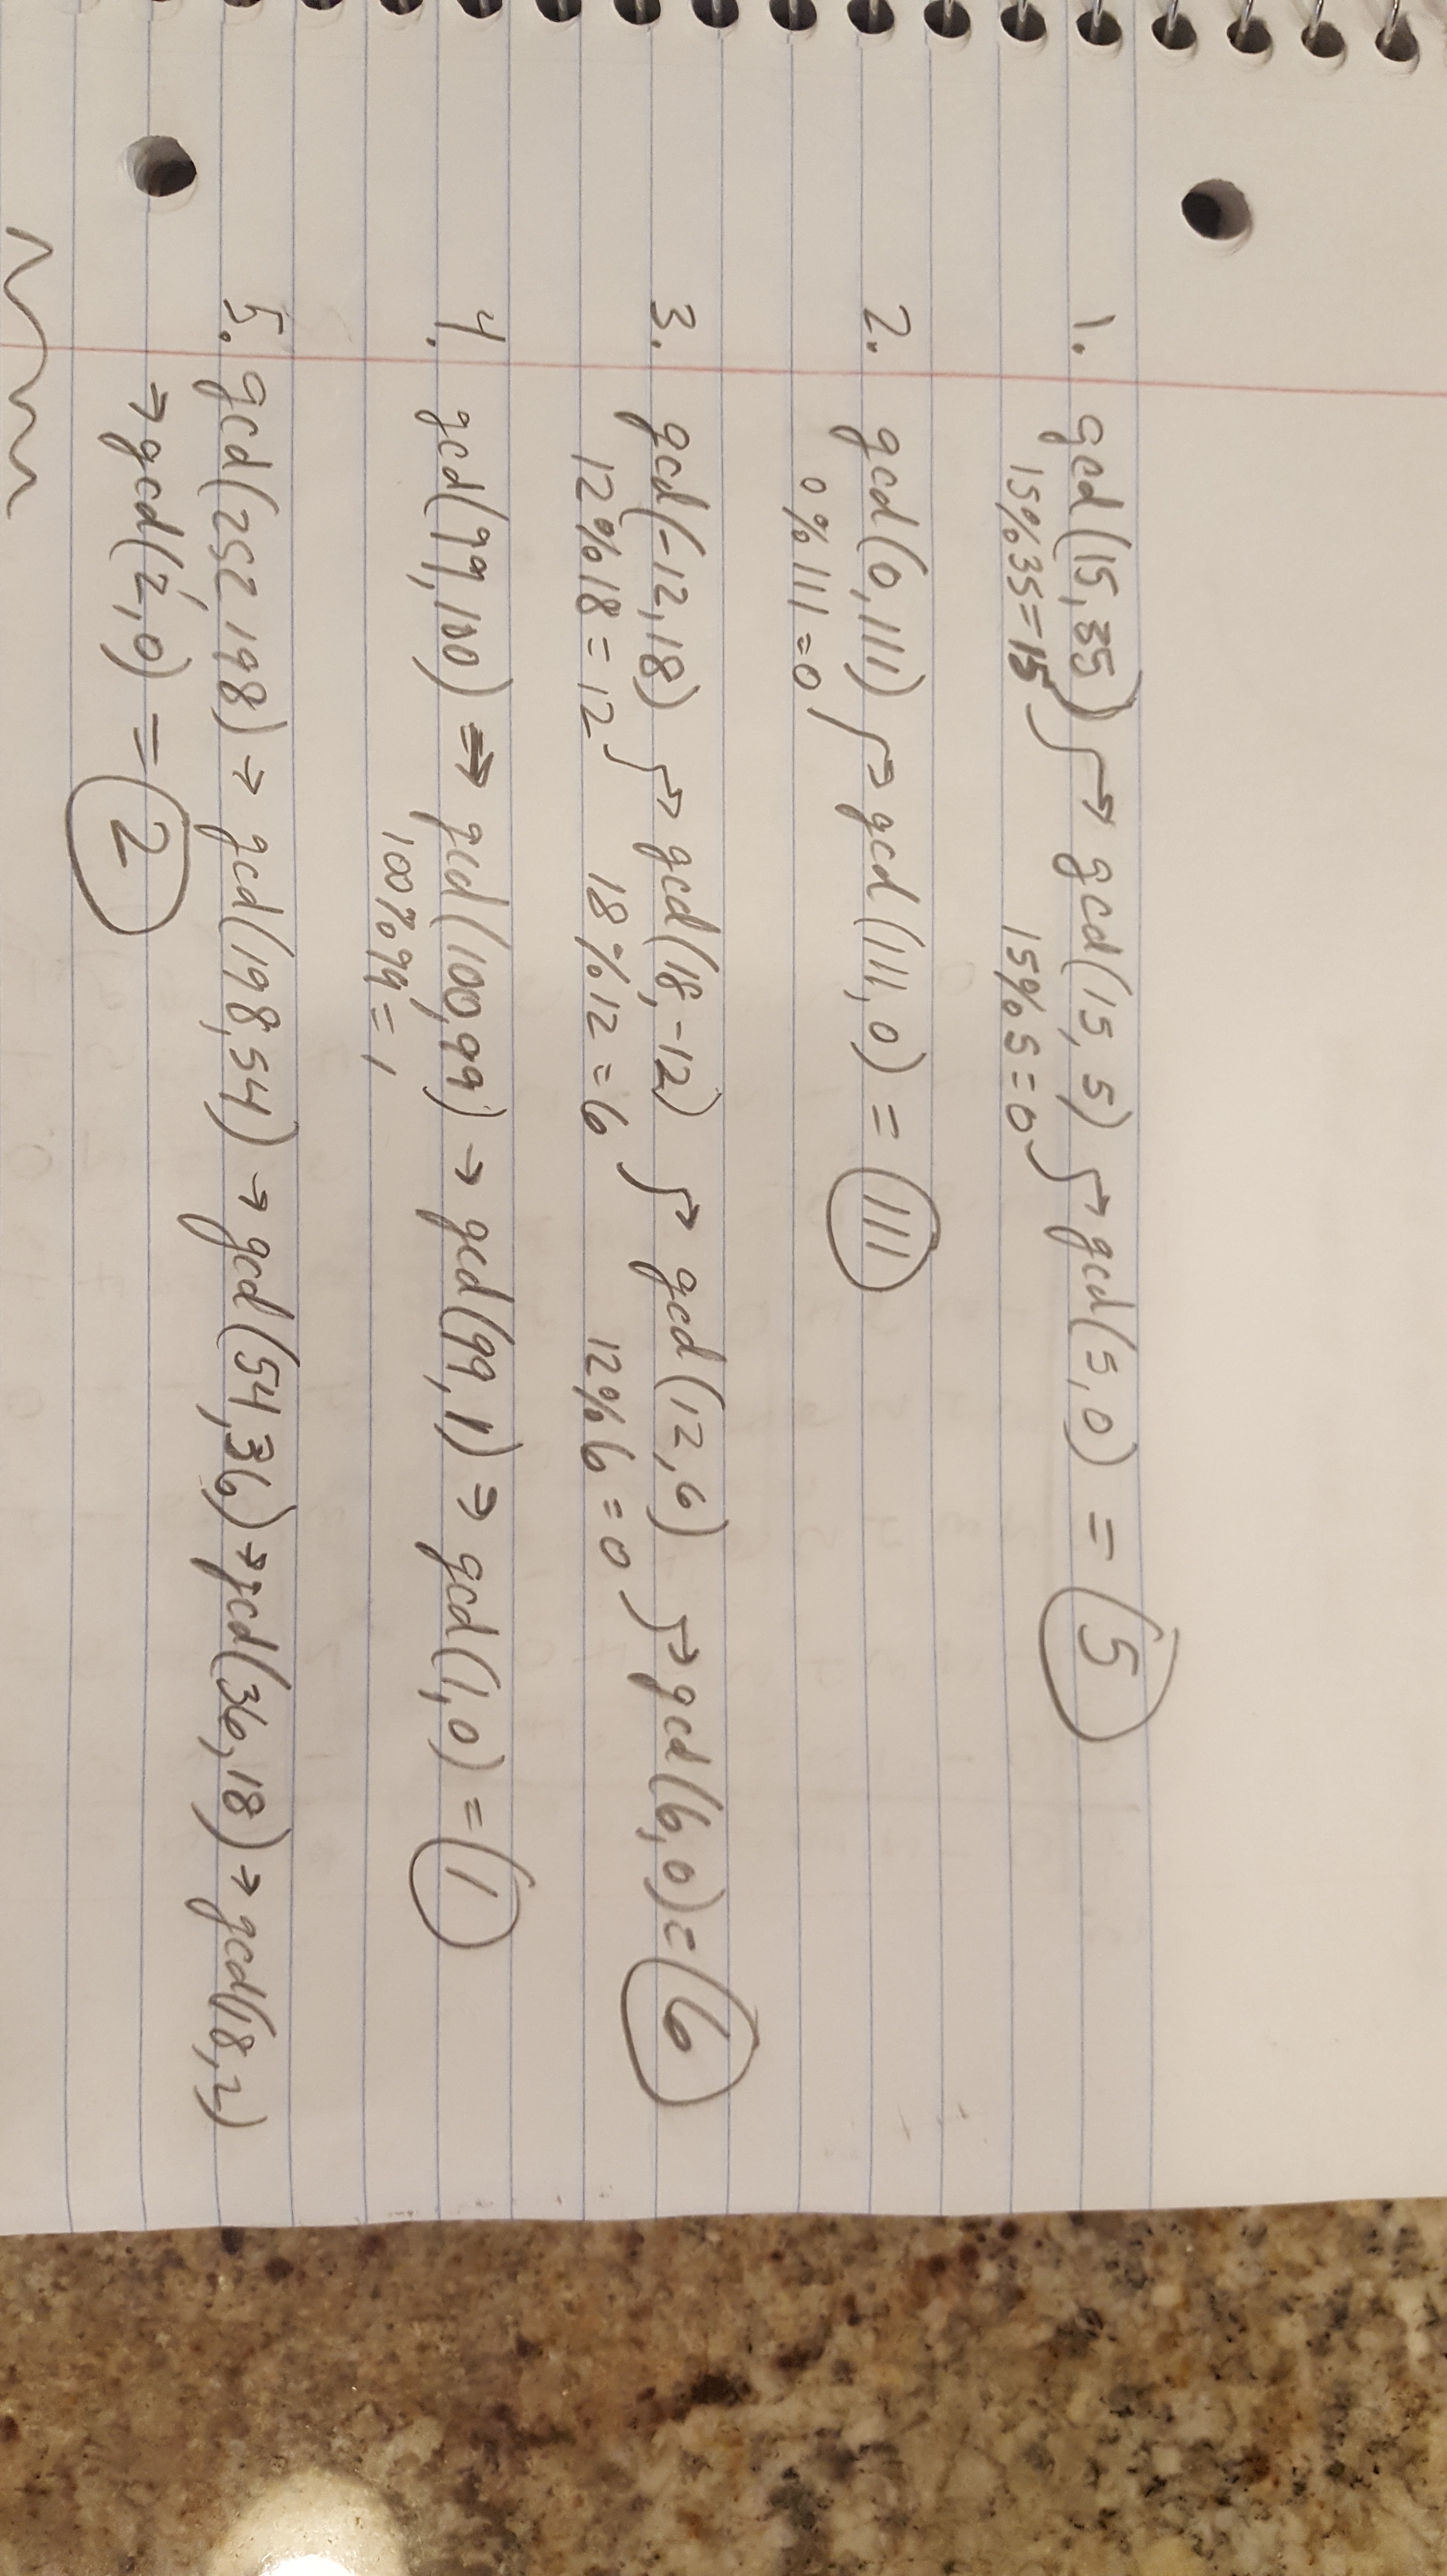 1. gcd(15,35) → gcd(15, 5) → gcd(5,0) = 5
15%35=15 15%5=0
2. gcd(0,111) → gcd(111,0) = 111
0%111=0
3. gcd(-12,18) → gcd(18,-12) → gcd(12,6) → gcd(6,0) = 6
12%18=12 18%12=6 12%6=0
4. gcd(99,100) → gcd(100,99) → gcd(99,1) → gcd(1,0) = 1
100%99=1
5. gcd(252,198) → gcd(198,54) → gcd(54,36) → gcd(36,18) → gcd(18,2)
→ gcd(2,0) = 2